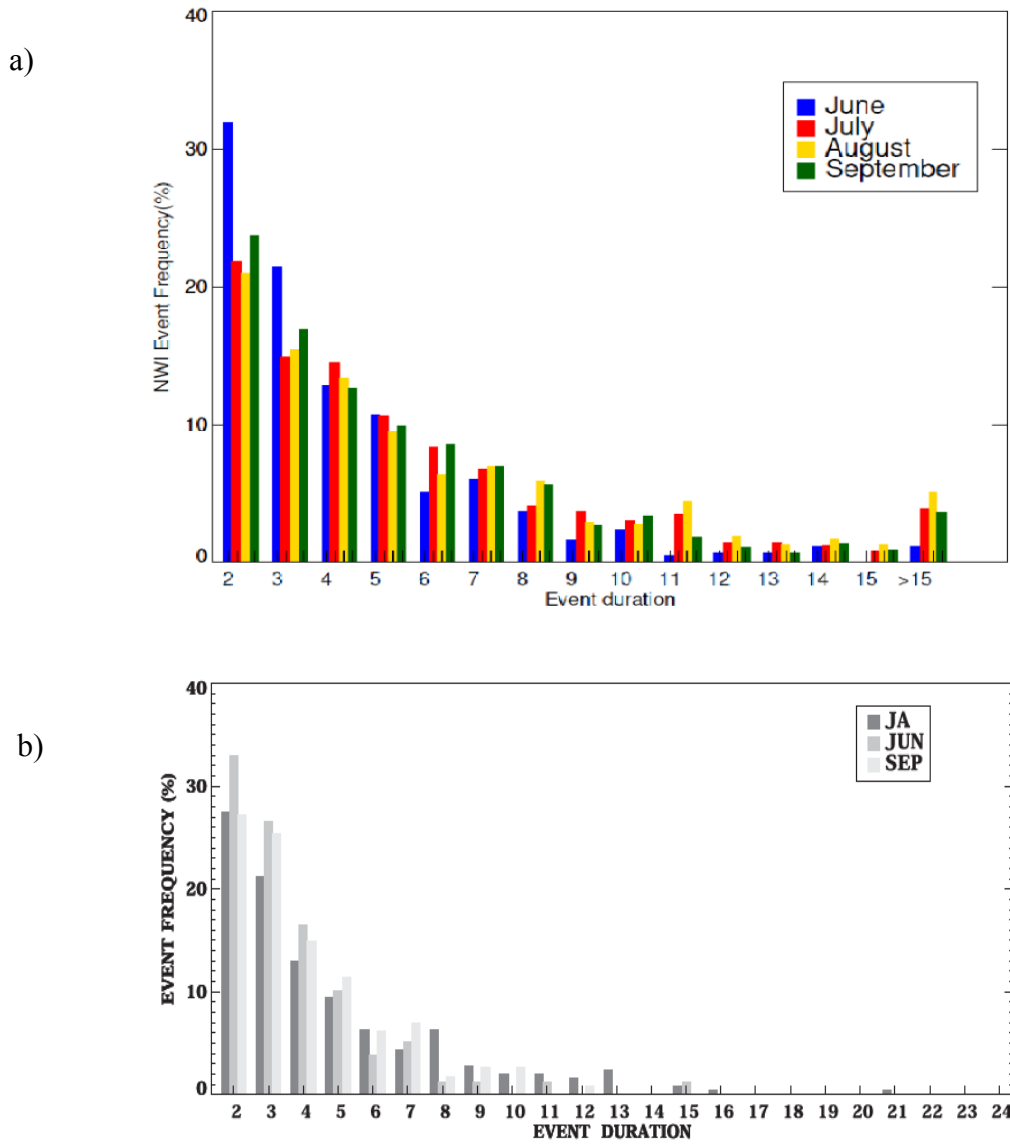 a)
40
30
20
10
0
NWI Event Frequency(%)
June
July
August
September
2 3 4 5 6 7 8 9 10 11 12 13 14 15 >15
Event duration
b)
40
30
20
10
0
EVENT FREQUENCY (%)
JA
JUN
SEP
2 3 4 5 6 7 8 9 10 11 12 13 14 15 16 17 18 19 20 21 22 23 24
EVENT DURATION